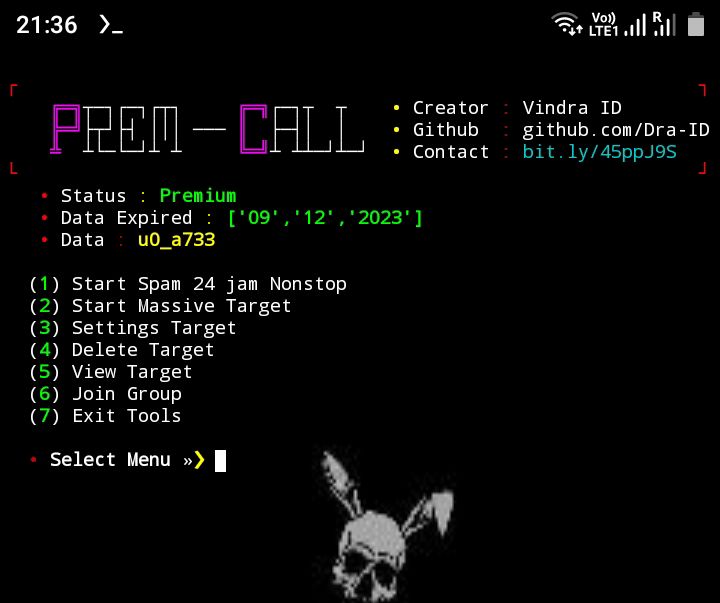 21:36 Vo)) LTE1 R
PREM-CALL
• Creator : Vindra ID
• Github : github.com/Dra-ID
• Contact : bit.ly/45ppJ9S
• Status : Premium
• Data Expired : ['09','12','2023']
• Data : u0_a733
(1) Start Spam 24 jam Nonstop
(2) Start Massive Target
(3) Settings Target
(4) Delete Target
(5) View Target
(6) Join Group
(7) Exit Tools
• Select Menu »❯